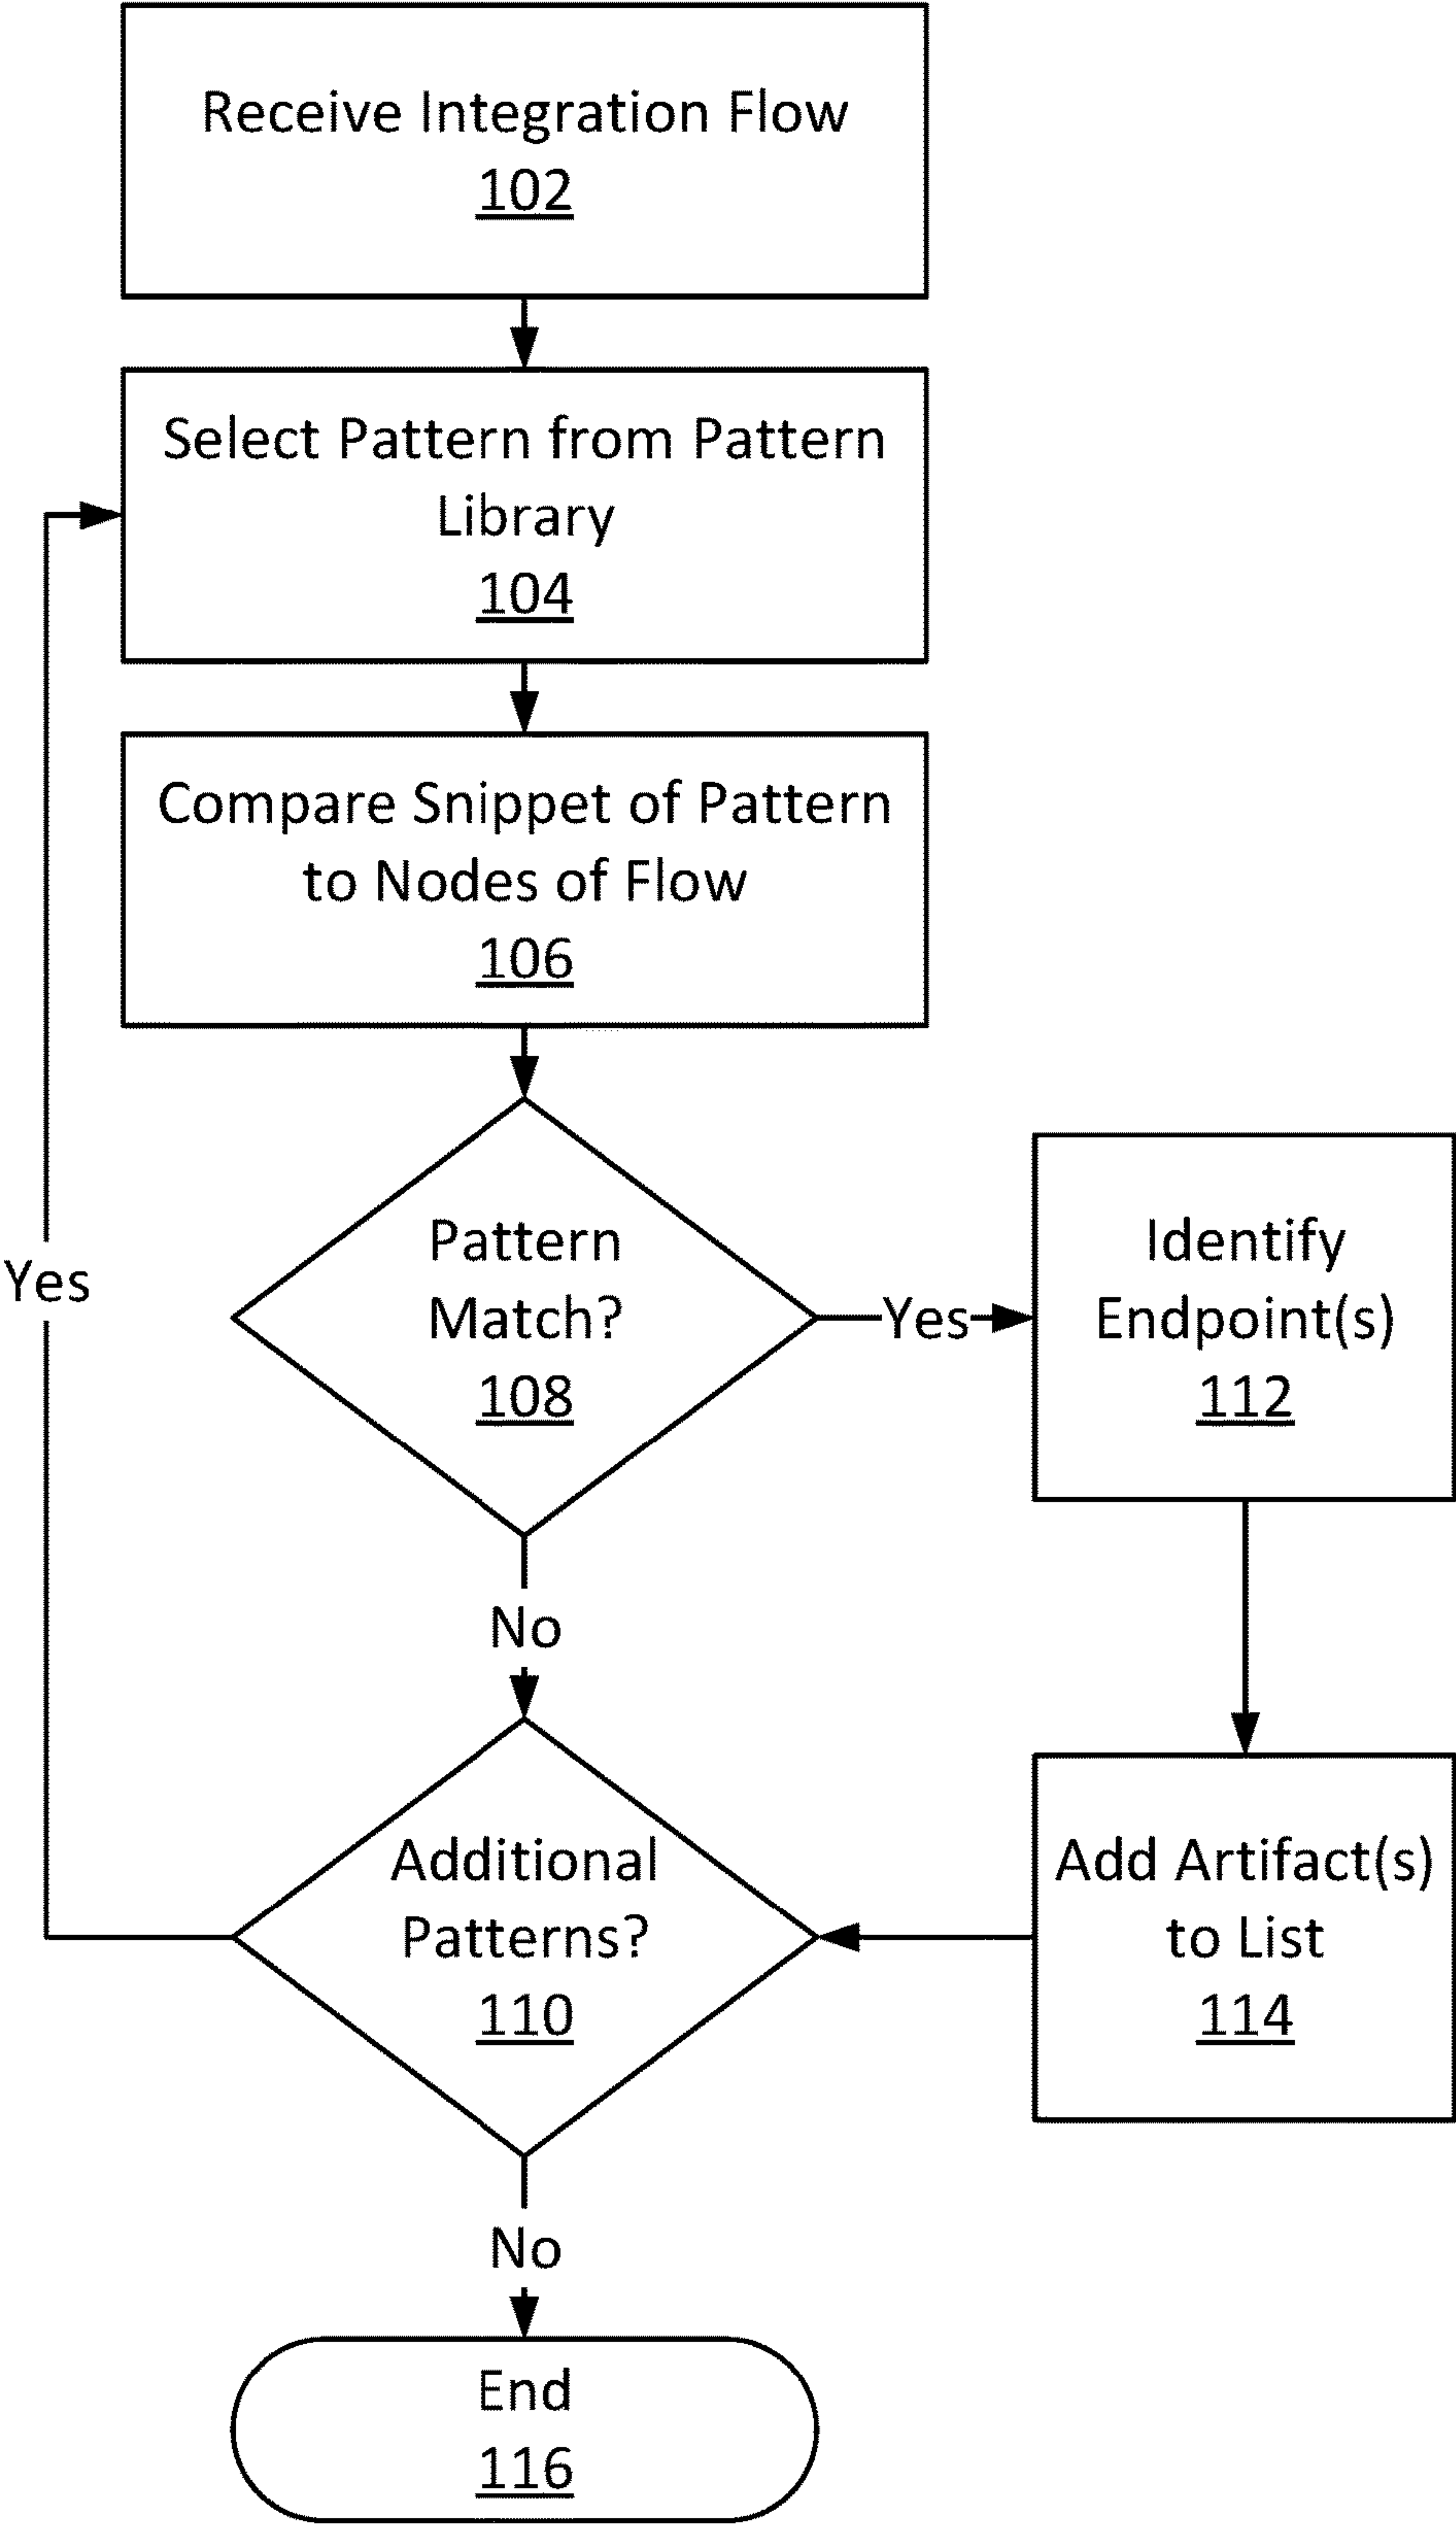 Receive Integration Flow
102
Select Pattern from Pattern
Library
104
Compare Snippet of Pattern
to Nodes of Flow
106
Pattern
Match?
108
Yes
Identify
Endpoint(s)
112
Yes
No
Additional
Patterns?
110
Add Artifact(s)
to List
114
No
End
116